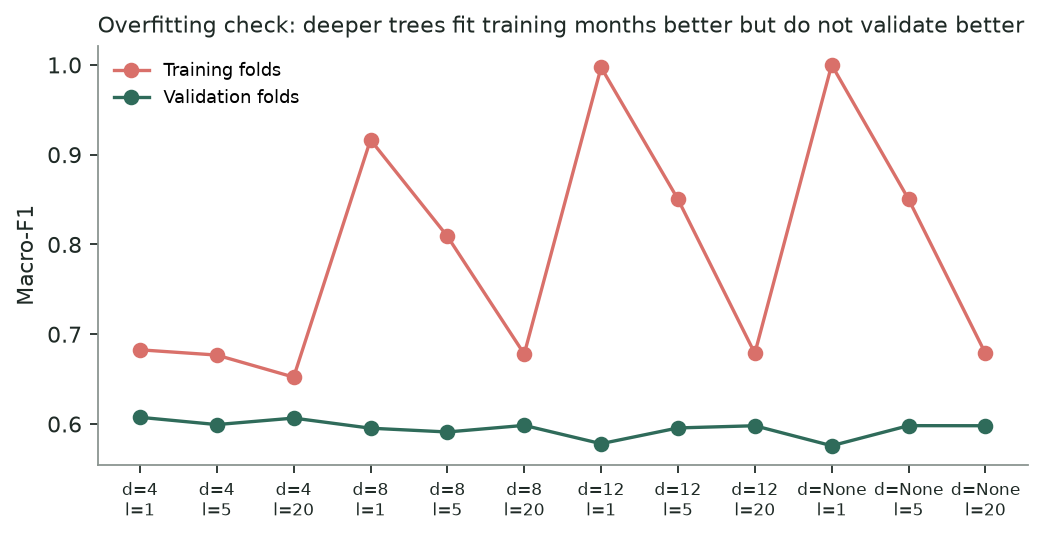 Overfitting check: deeper trees fit training months better but do not validate better
1.0
0.9
0.8
0.7
0.6
Macro-F1
Training folds
Validation folds
d=4 d=4 d=4 d=8 d=8 d=8 d=12 d=12 d=12 d=None d=None d=None
l=1 l=5 l=20 l=1 l=5 l=20 l=1 l=5 l=20 l=1 l=5 l=20